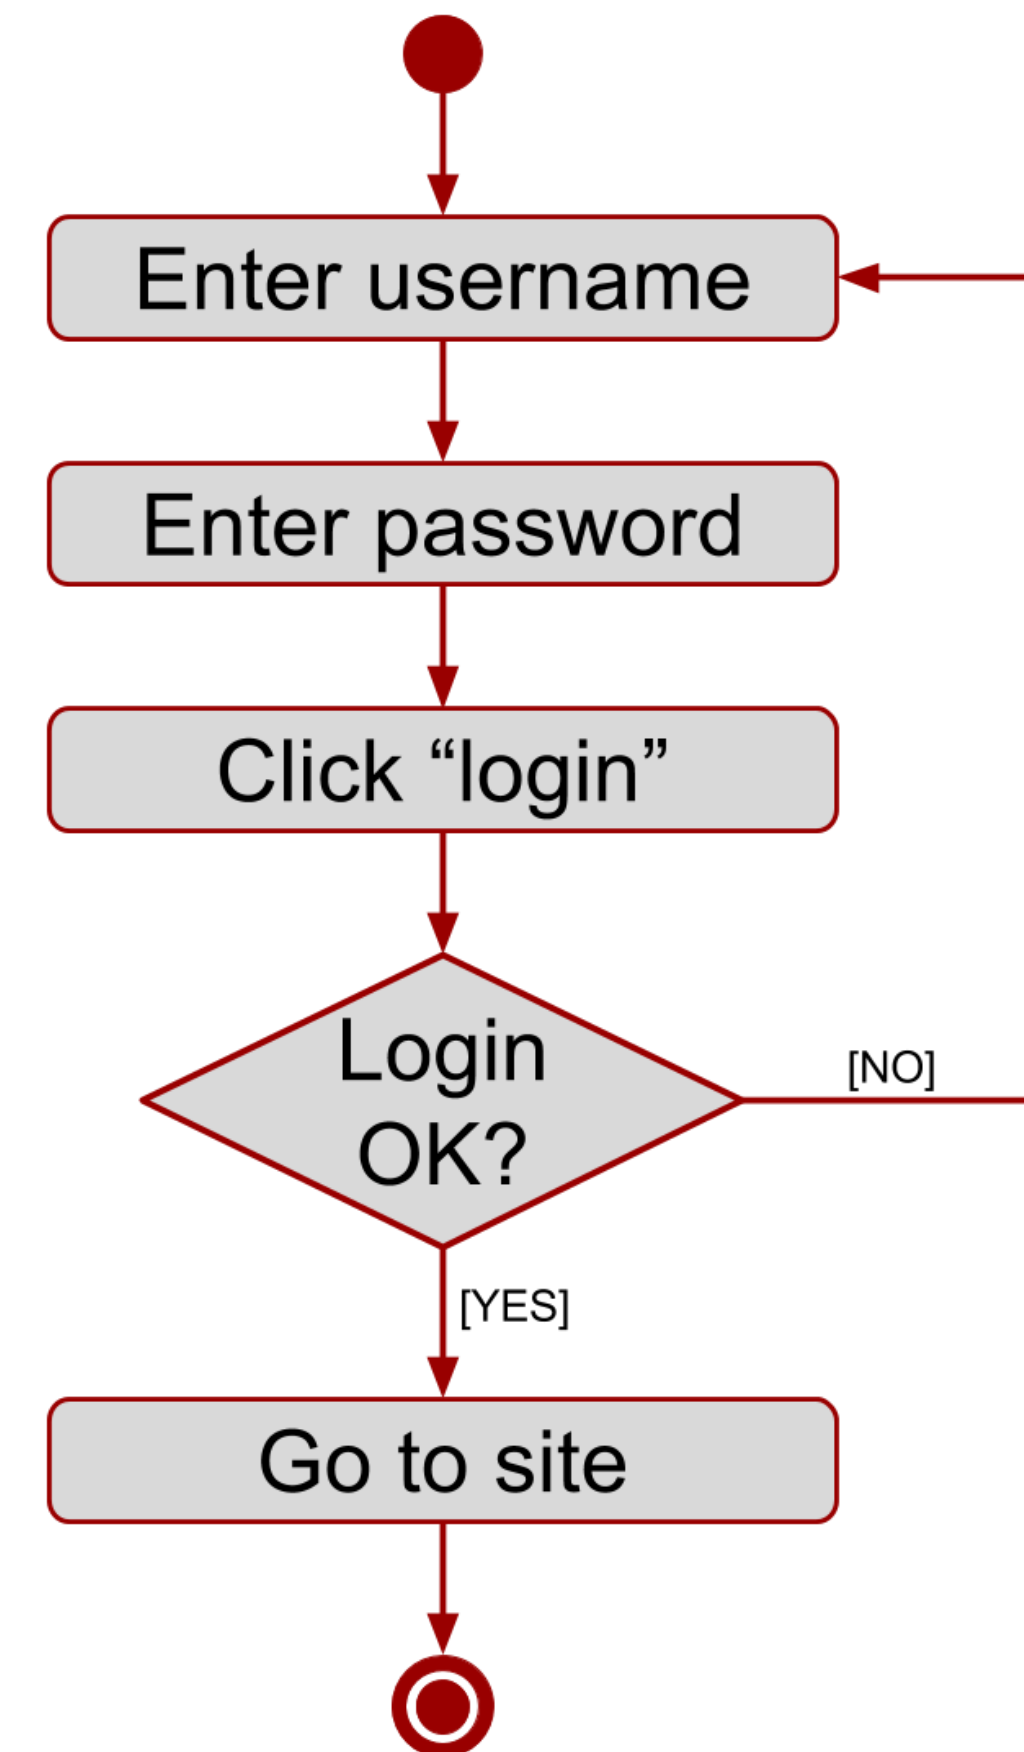 Enter username
Enter password
Click “login”
Login
OK?
[NO]
[YES]
Go to site